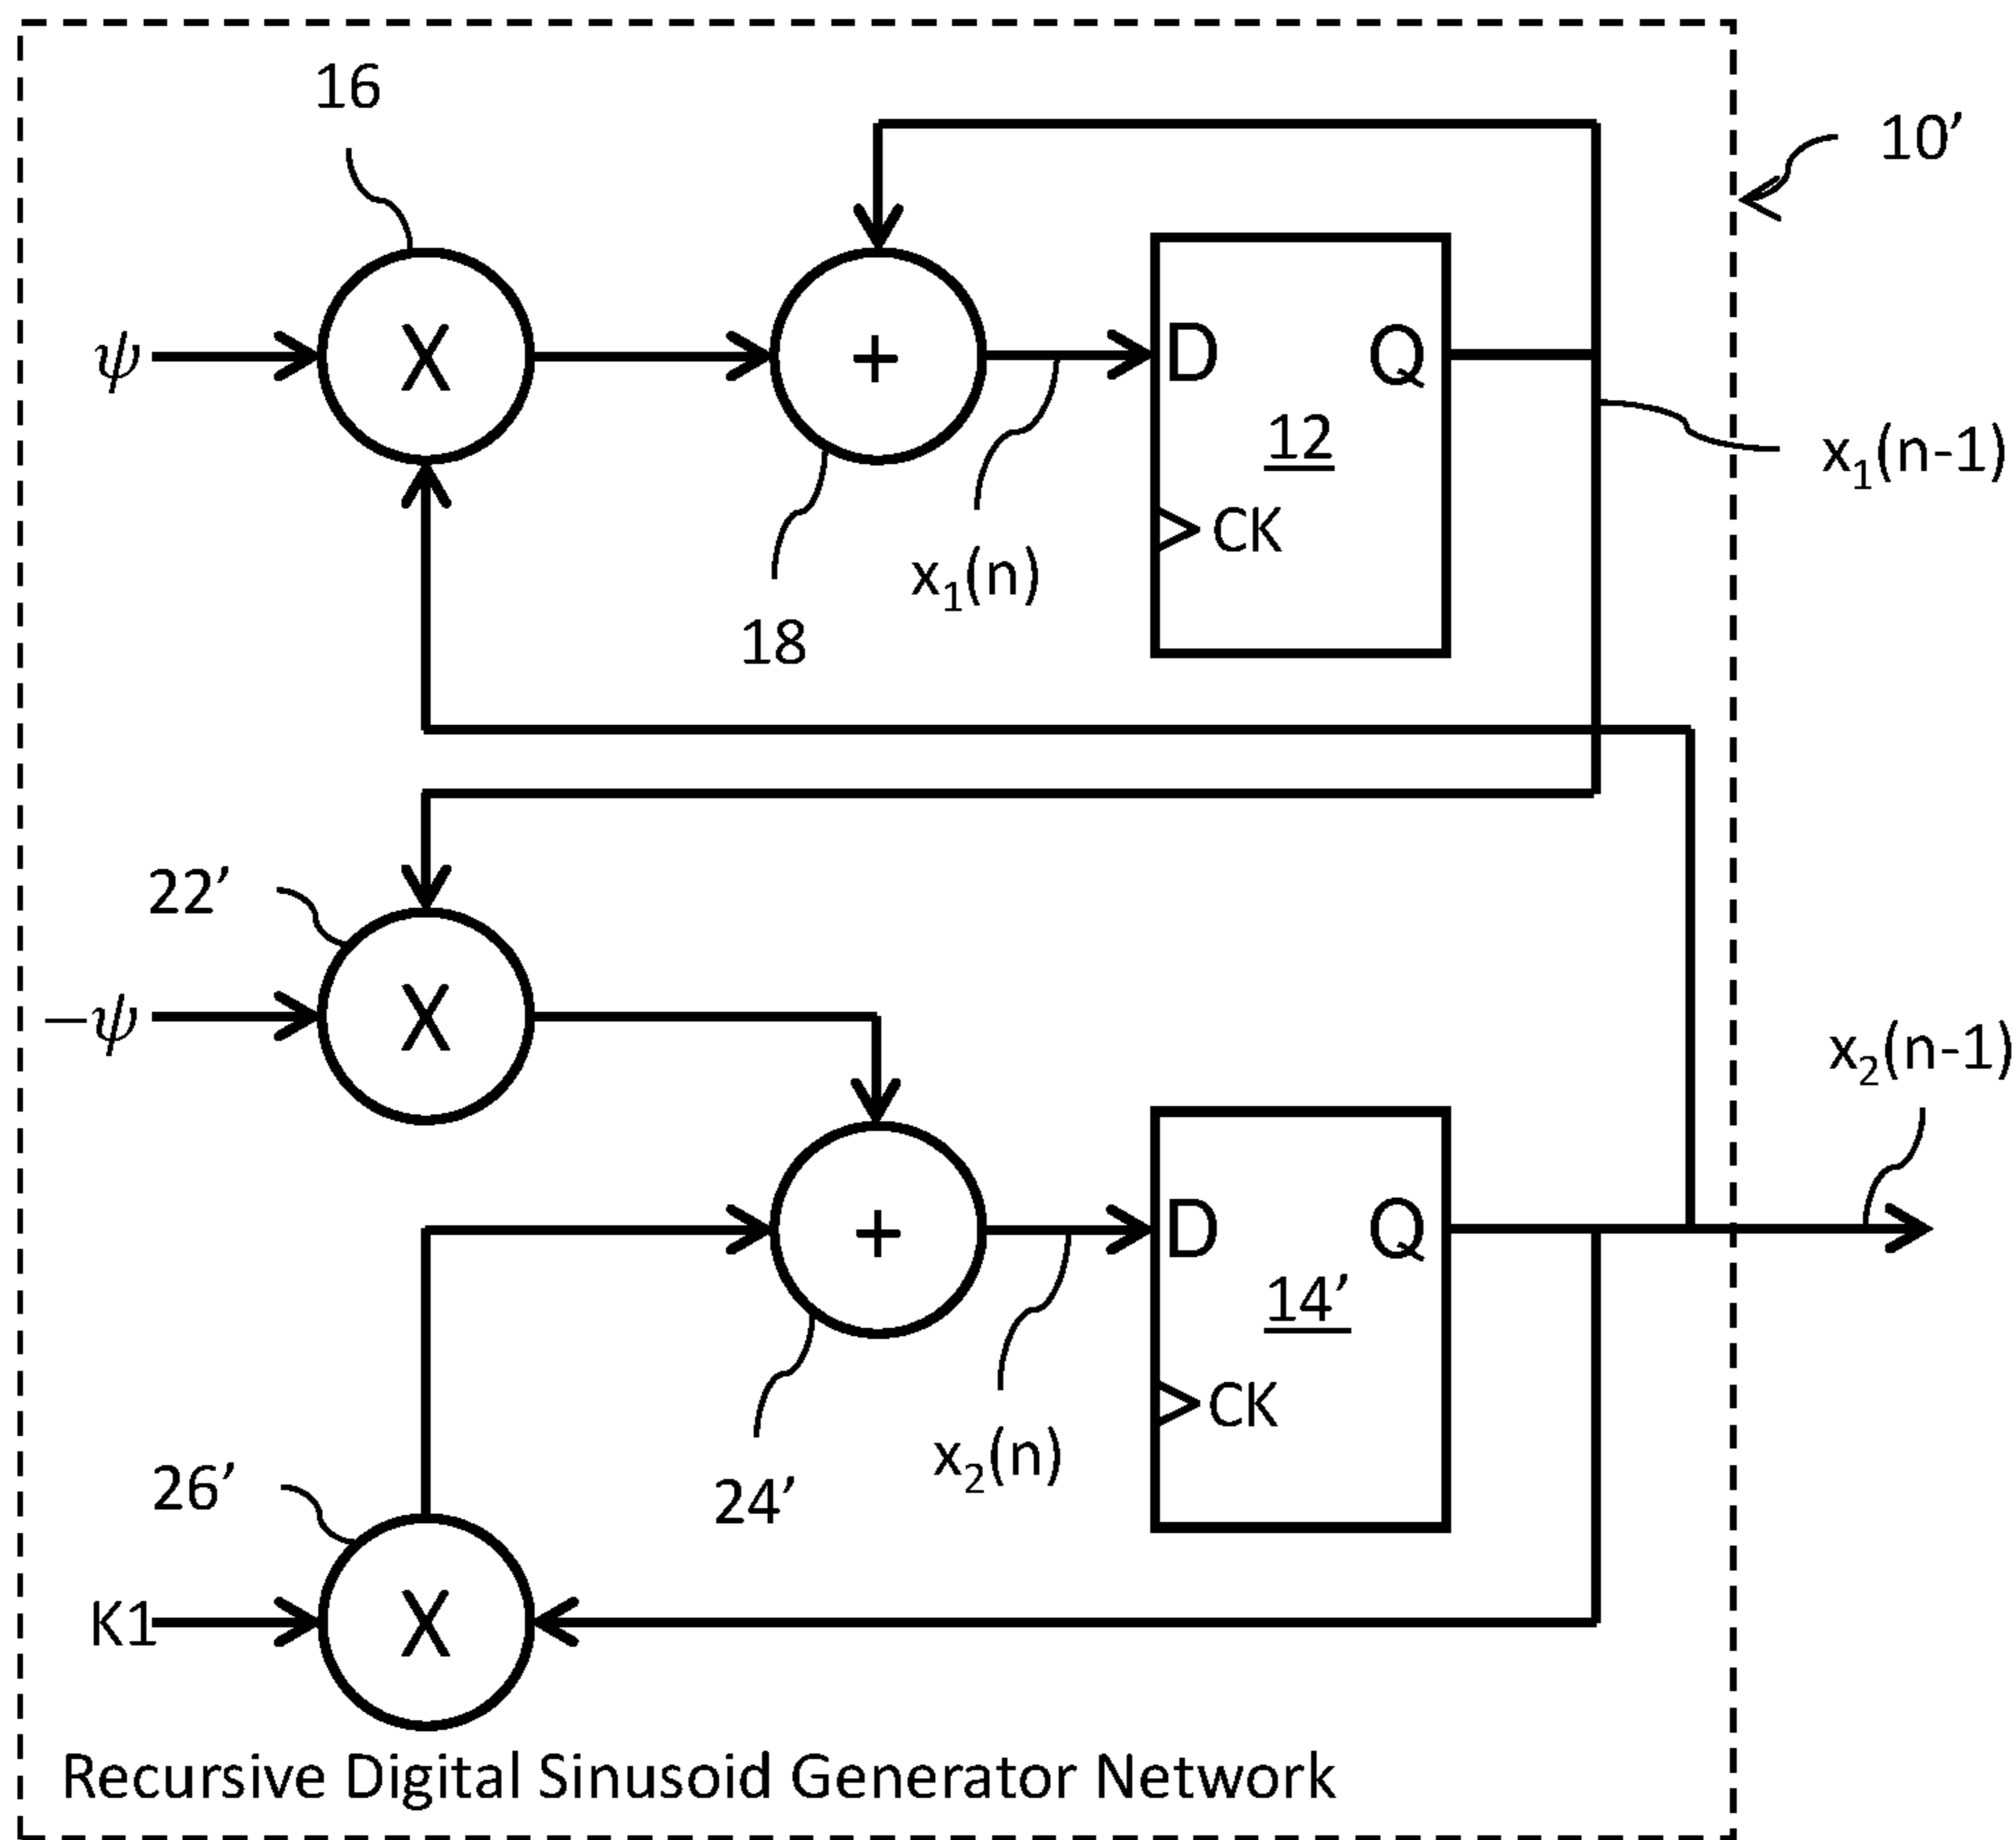 16
10’
ψ
X
+
D
Q
12
CK
x₁(n-1)
x₁(n)
18
22’
−ψ
X
x₂(n-1)
+
D
Q
14’
CK
x₂(n)
24’
26’
K1
X
Recursive Digital Sinusoid Generator Network